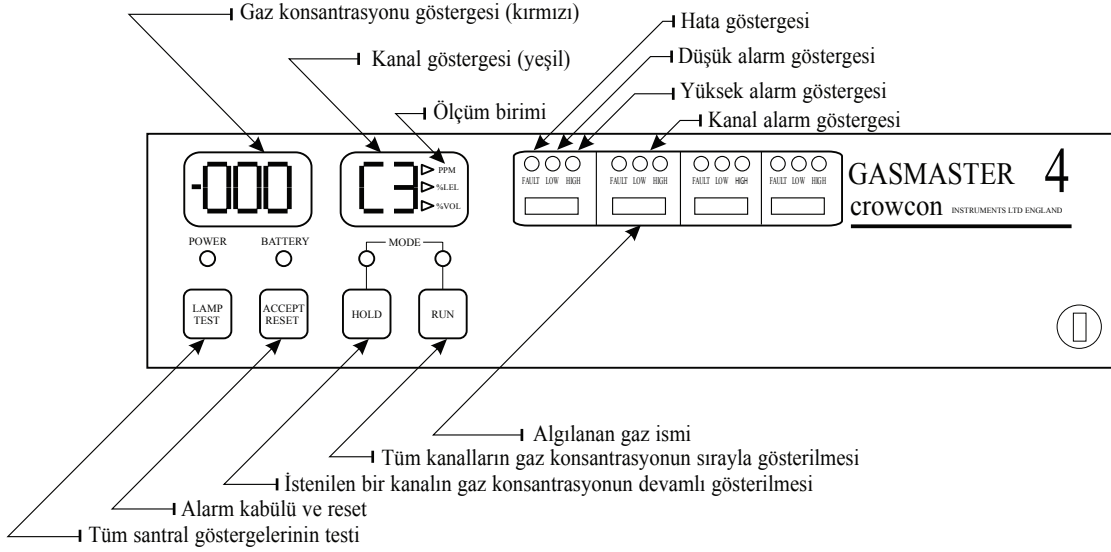 Gaz konsantrasyonu göstergesi (kırmızı)
Kanal göstergesi (yeşil)
Ölçüm birimi
Hata göstergesi
Düşük alarm göstergesi
Yüksek alarm göstergesi
Kanal alarm göstergesi
-000
C3
PPM
%LEL
%VOL
FAULT LOW HIGH
FAULT LOW HIGH
FAULT LOW HIGH
FAULT LOW HIGH
GASMASTER 4
crowcon INSTRUMENTS LTD ENGLAND
POWER
BATTERY
MODE
LAMP
TEST
ACCEPT
RESET
HOLD
RUN
Algılanan gaz ismi
Tüm kanalların gaz konsantrasyonun sırayla gösterilmesi
İstenilen bir kanalın gaz konsantrasyonun devamlı gösterilmesi
Alarm kabülü ve reset
Tüm santral göstergelerinin testi